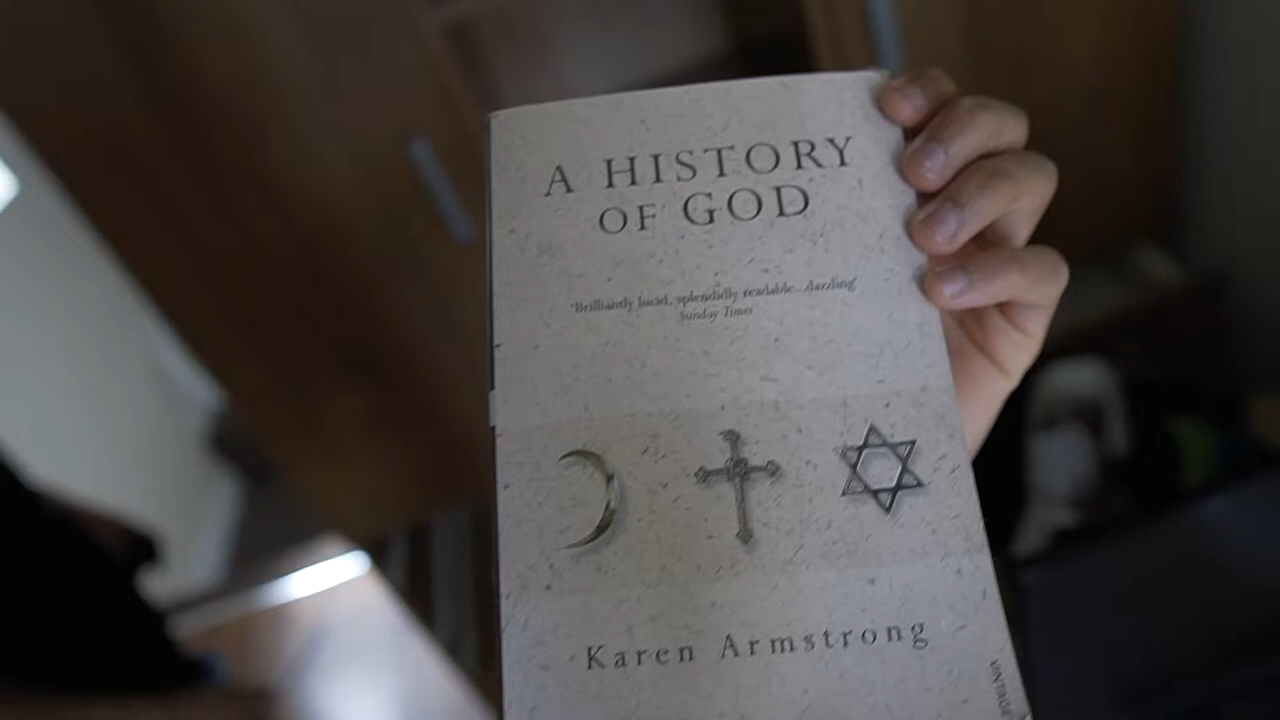 A HISTORY
OF GOD
'Brilliantly lucid, splendidly readable...dazzling'
Sunday Times
Karen Armstrong
VINTAGE